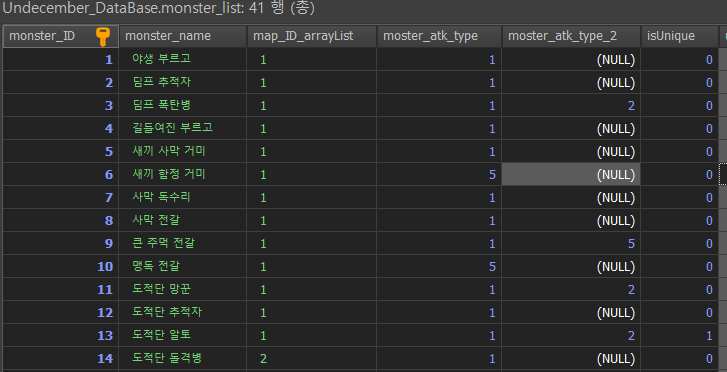 Undecember_DataBase.monster_list: 41 행 (총)
monster_ID monster_name map_ID_arrayList moster_atk_type moster_atk_type_2 isUnique
1 야생 부르고 1 1 (NULL) 0
2 딤프 추적자 1 1 (NULL) 0
3 딤프 폭탄병 1 1 2 0
4 길들여진 부르고 1 1 (NULL) 0
5 새끼 사막 거미 1 1 (NULL) 0
6 새끼 함정 거미 1 5 (NULL) 0
7 사막 독수리 1 1 (NULL) 0
8 사막 전갈 1 1 (NULL) 0
9 큰 주먹 전갈 1 1 5 0
10 맹독 전갈 1 5 (NULL) 0
11 도적단 망꾼 1 1 2 0
12 도적단 추적자 1 1 (NULL) 0
13 도적단 알토 1 1 2 1
14 도적단 돌격병 2 1 (NULL) 0